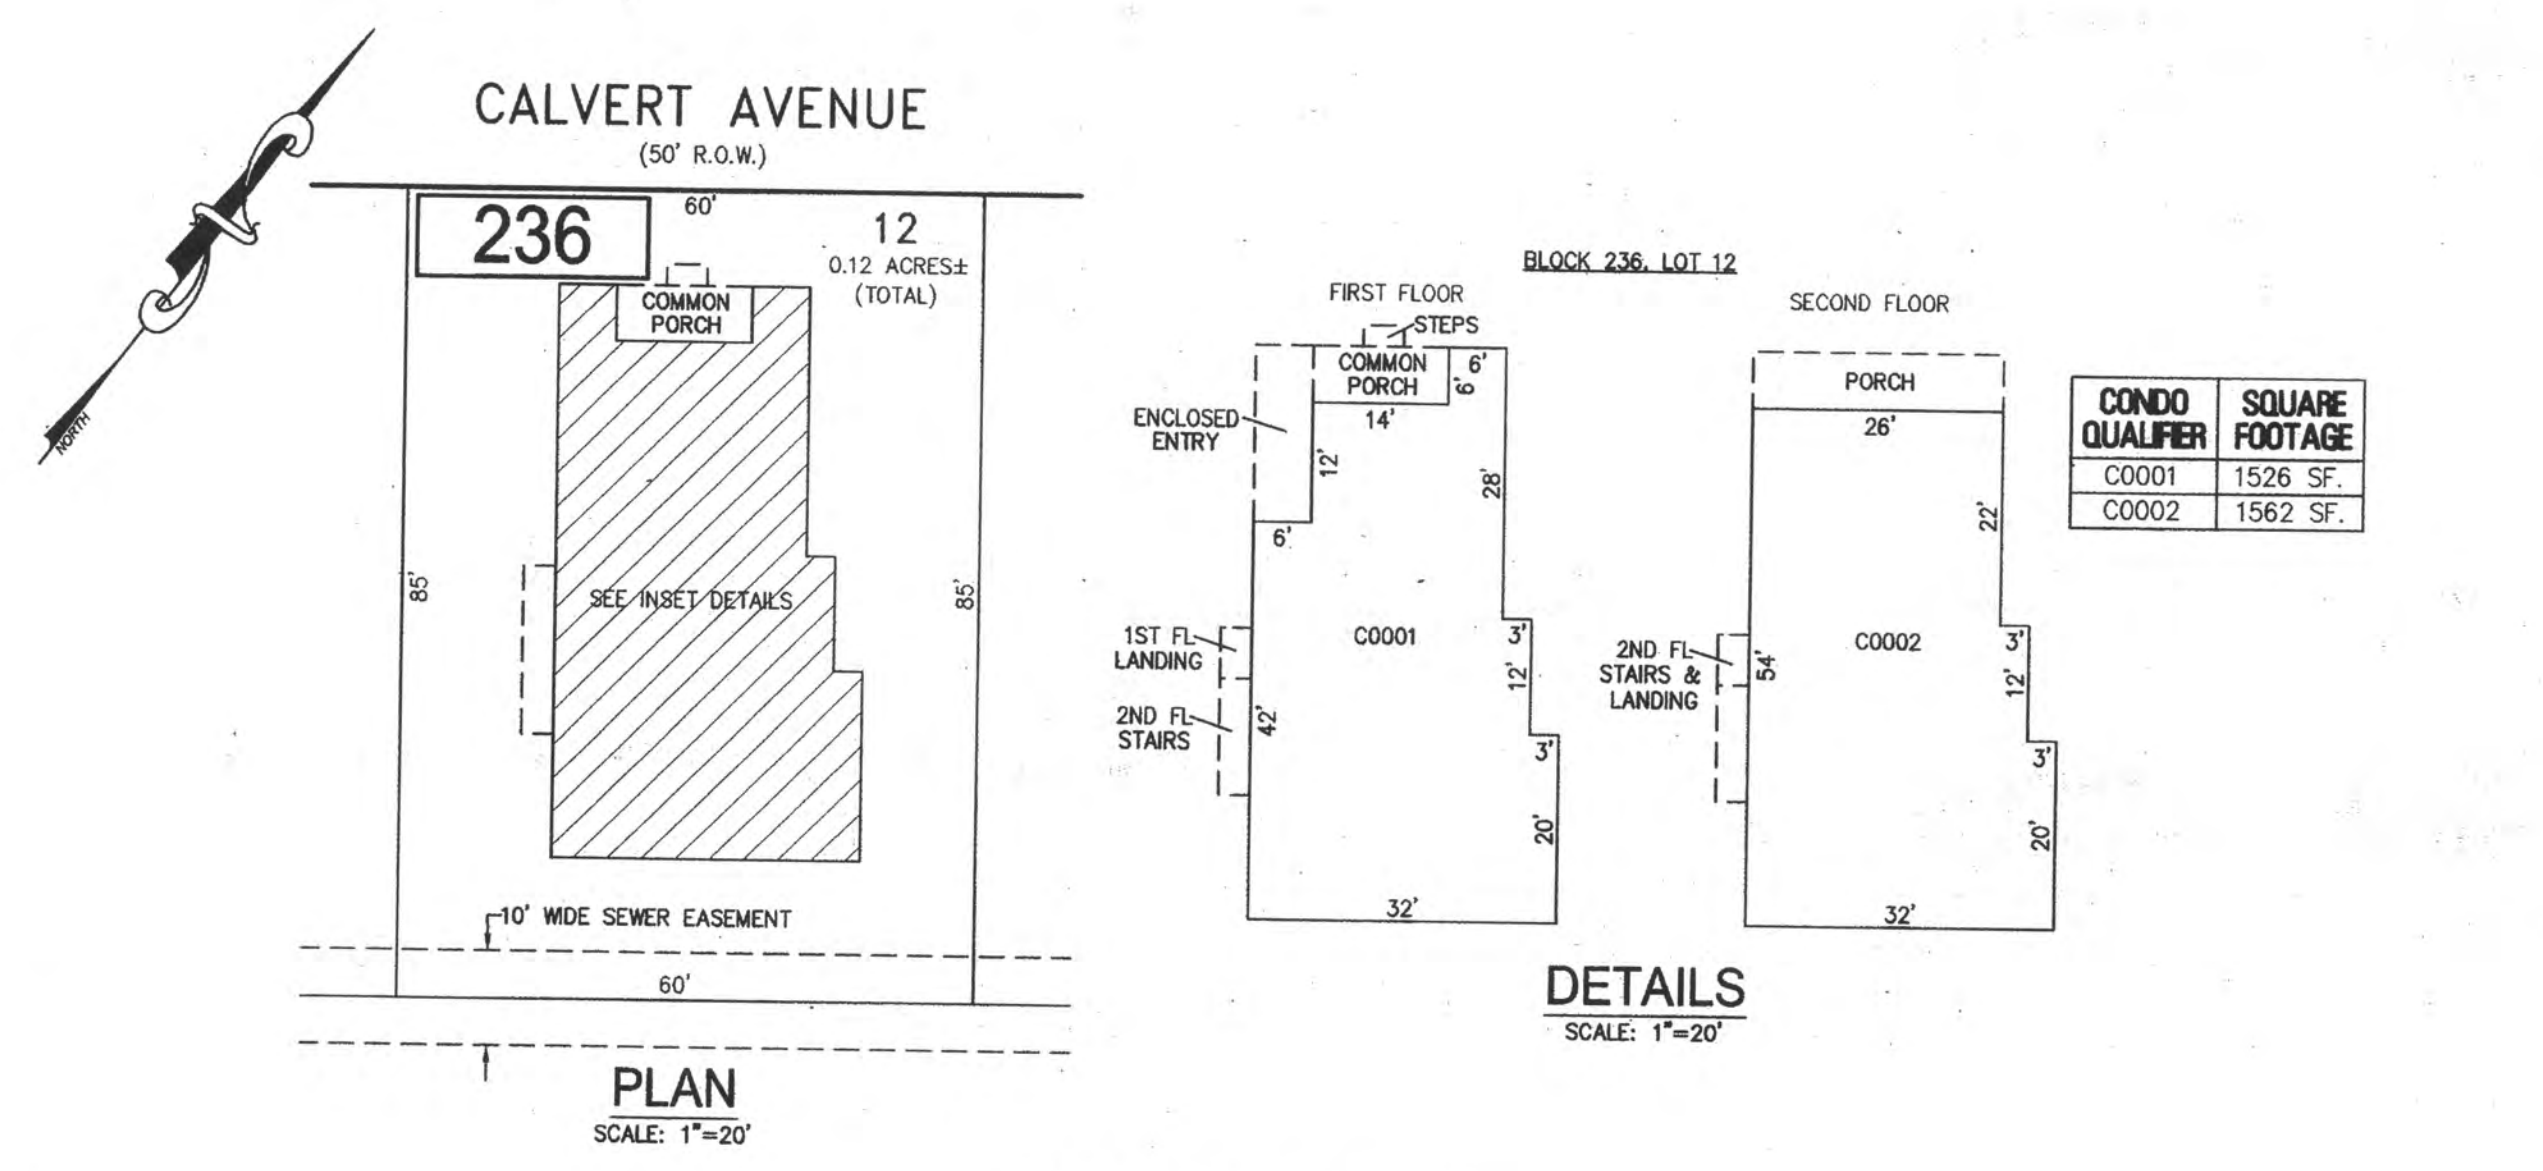 CALVERT AVENUE
(50' R.O.W.)
236
60'
12
0.12 ACRES±
(TOTAL)
COMMON
PORCH
85'
SEE INSET DETAILS
85'
10' WIDE SEWER EASEMENT
60'
PLAN
SCALE: 1"=20'
NORTH
BLOCK 236, LOT 12
FIRST FLOOR
STEPS
COMMON
PORCH
6'
6'
14'
ENCLOSED
ENTRY
12'
28'
6'
1ST FL
LANDING
C0001
3'
12'
2ND FL
STAIRS
42'
3'
20'
32'
SECOND FLOOR
PORCH
26'
22'
2ND FL
STAIRS &
LANDING
54'
C0002
3'
12'
3'
20'
32'
DETAILS
SCALE: 1"=20'
CONDO QUALIFIER SQUARE FOOTAGE
C0001 1526 SF.
C0002 1562 SF.